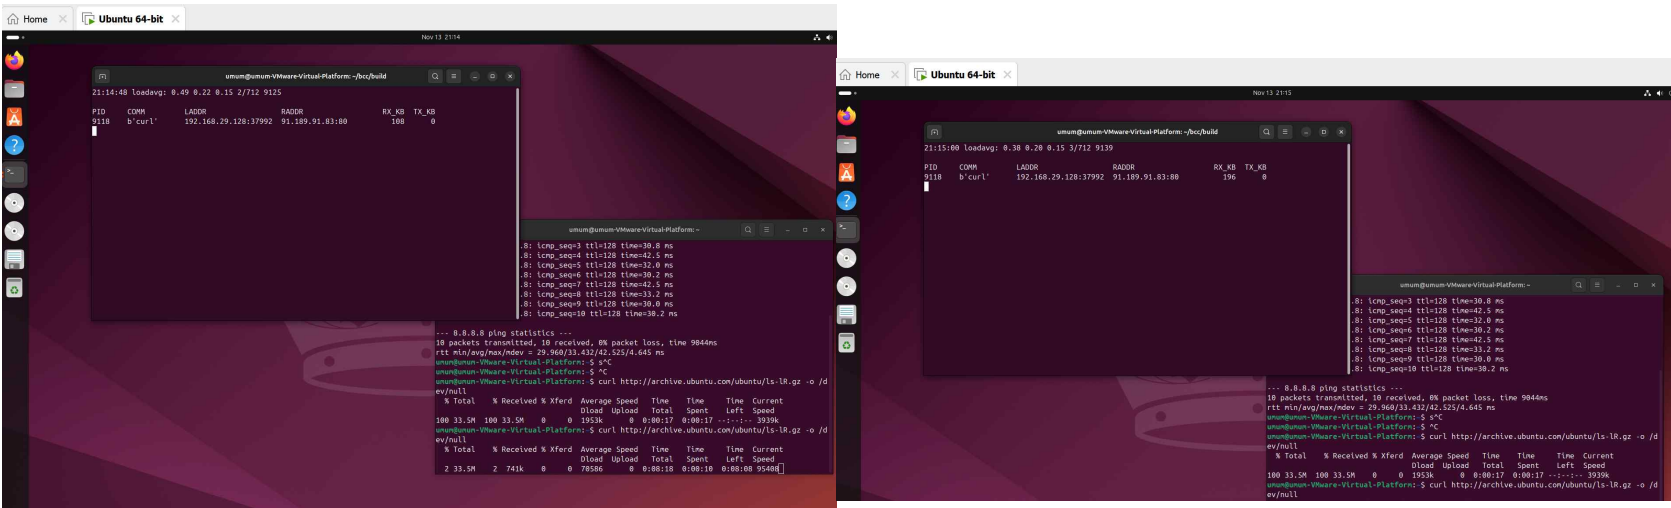 Home × Ubuntu 64-bit ×
Nov 13 21:14
umum@umum-VMware-Virtual-Platform: ~/bcc/build
21:14:48 loadavg: 0.49 0.22 0.15 2/712 9125
PID COMM LADDR RADDR RX_KB TX_KB
9118 b'curl' 192.168.29.128:37992 91.189.91.83:80 108 0
umum@umum-VMware-Virtual-Platform: ~
.8: icmp_seq=3 ttl=128 time=30.8 ms
.8: icmp_seq=4 ttl=128 time=42.5 ms
.8: icmp_seq=5 ttl=128 time=32.0 ms
.8: icmp_seq=6 ttl=128 time=30.2 ms
.8: icmp_seq=7 ttl=128 time=42.5 ms
.8: icmp_seq=8 ttl=128 time=33.2 ms
.8: icmp_seq=9 ttl=128 time=30.0 ms
.8: icmp_seq=10 ttl=128 time=30.2 ms
--- 8.8.8.8 ping statistics ---
10 packets transmitted, 10 received, 0% packet loss, time 9044ms
rtt min/avg/max/mdev = 29.960/33.432/42.525/4.645 ms
umum@umum-VMware-Virtual-Platform:~$ s^C
umum@umum-VMware-Virtual-Platform:~$ ^C
umum@umum-VMware-Virtual-Platform:~$ curl http://archive.ubuntu.com/ubuntu/ls-lR.gz -o /d
ev/null
% Total % Received % Xferd Average Speed Time Time Time Current
Dload Upload Total Spent Left Speed
100 33.5M 100 33.5M 0 0 1953k 0 0:00:17 0:00:17 --:--:-- 3939k
umum@umum-VMware-Virtual-Platform:~$ curl http://archive.ubuntu.com/ubuntu/ls-lR.gz -o /d
ev/null
% Total % Received % Xferd Average Speed Time Time Time Current
Dload Upload Total Spent Left Speed
2 33.5M 2 741k 0 0 70586 0 0:08:18 0:00:10 0:08:08 95408
Home × Ubuntu 64-bit ×
Nov 13 21:15
umum@umum-VMware-Virtual-Platform: ~/bcc/build
21:15:00 loadavg: 0.38 0.20 0.15 3/712 9139
PID COMM LADDR RADDR RX_KB TX_KB
9118 b'curl' 192.168.29.128:37992 91.189.91.83:80 196 0
umum@umum-VMware-Virtual-Platform: ~
.8: icmp_seq=3 ttl=128 time=30.8 ms
.8: icmp_seq=4 ttl=128 time=42.5 ms
.8: icmp_seq=5 ttl=128 time=32.0 ms
.8: icmp_seq=6 ttl=128 time=30.2 ms
.8: icmp_seq=7 ttl=128 time=42.5 ms
.8: icmp_seq=8 ttl=128 time=33.2 ms
.8: icmp_seq=9 ttl=128 time=30.0 ms
.8: icmp_seq=10 ttl=128 time=30.2 ms
--- 8.8.8.8 ping statistics ---
10 packets transmitted, 10 received, 0% packet loss, time 9044ms
rtt min/avg/max/mdev = 29.960/33.432/42.525/4.645 ms
umum@umum-VMware-Virtual-Platform:~$ s^C
umum@umum-VMware-Virtual-Platform:~$ ^C
umum@umum-VMware-Virtual-Platform:~$ curl http://archive.ubuntu.com/ubuntu/ls-lR.gz -o /d
ev/null
% Total % Received % Xferd Average Speed Time Time Time Current
Dload Upload Total Spent Left Speed
100 33.5M 100 33.5M 0 0 1953k 0 0:00:17 0:00:17 --:--:-- 3939k
umum@umum-VMware-Virtual-Platform:~$ curl http://archive.ubuntu.com/ubuntu/ls-lR.gz -o /d
ev/null